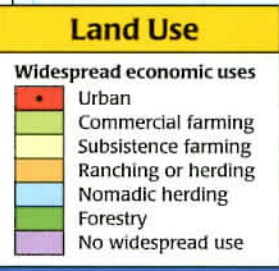 Land Use
Widespread economic uses
Urban
Commercial farming
Subsistence farming
Ranching or herding
Nomadic herding
Forestry
No widespread use